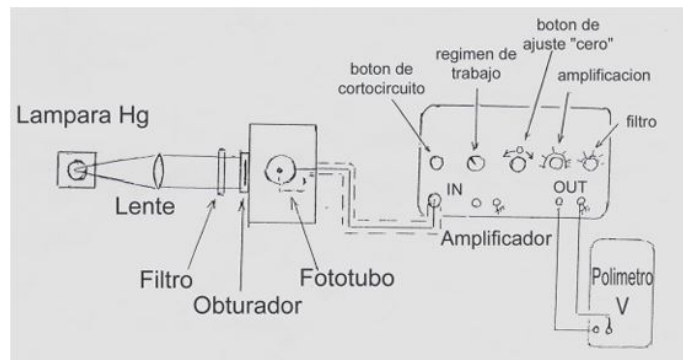 boton de
ajuste "cero"
regimen de
trabajo
amplificacion
boton de
cortocircuito
filtro
Lampara Hg
IN
OUT
Lente
Amplificador
Filtro
Fototubo
Obturador
Polimetro
V